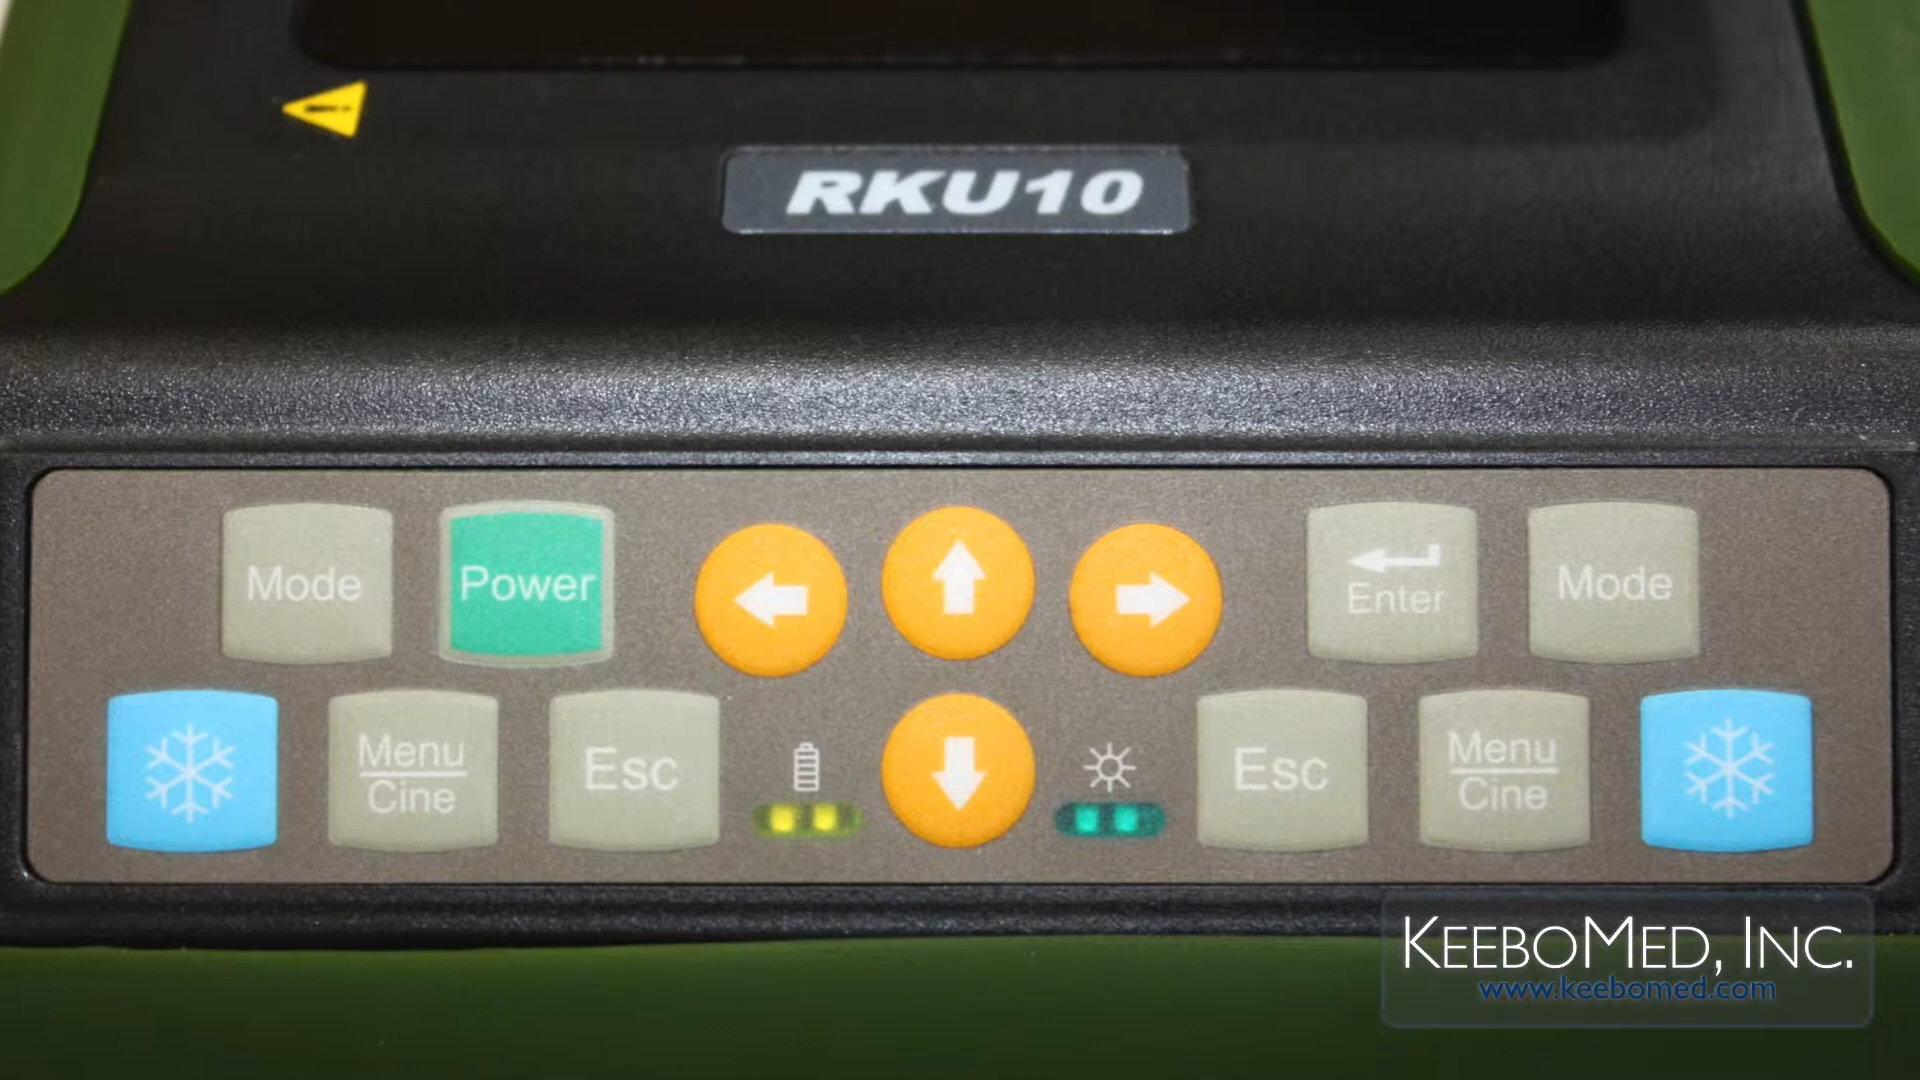 RKU10
Mode
Power
Enter
Mode
Menu
Cine
Esc
Esc
Menu
Cine
KEEBOMED, INC.
www.keebomed.com